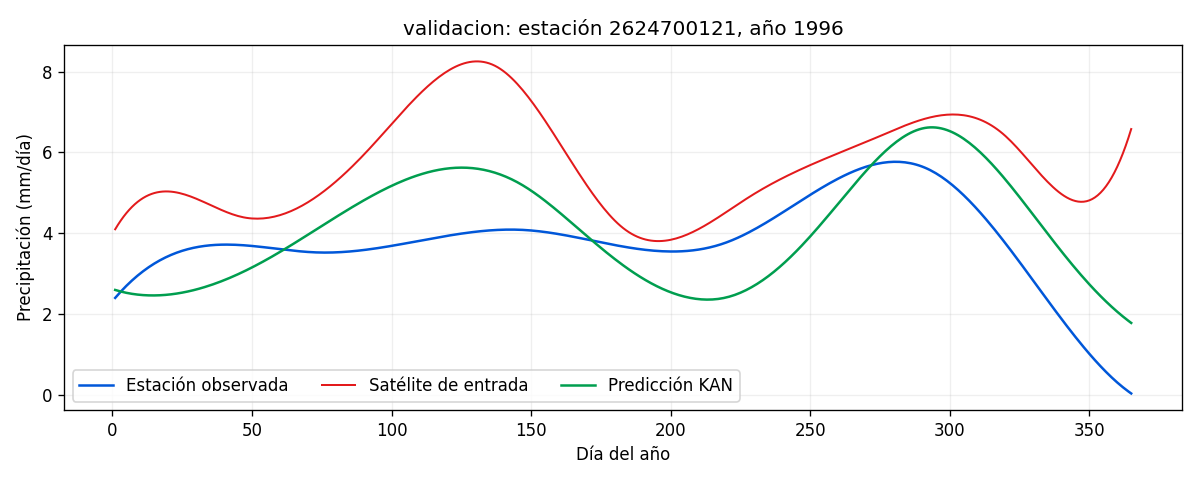 validacion: estación 2624700121, año 1996
Precipitación (mm/día)
8
6
4
2
0
Estación observada
Satélite de entrada
Predicción KAN
0 50 100 150 200 250 300 350
Día del año